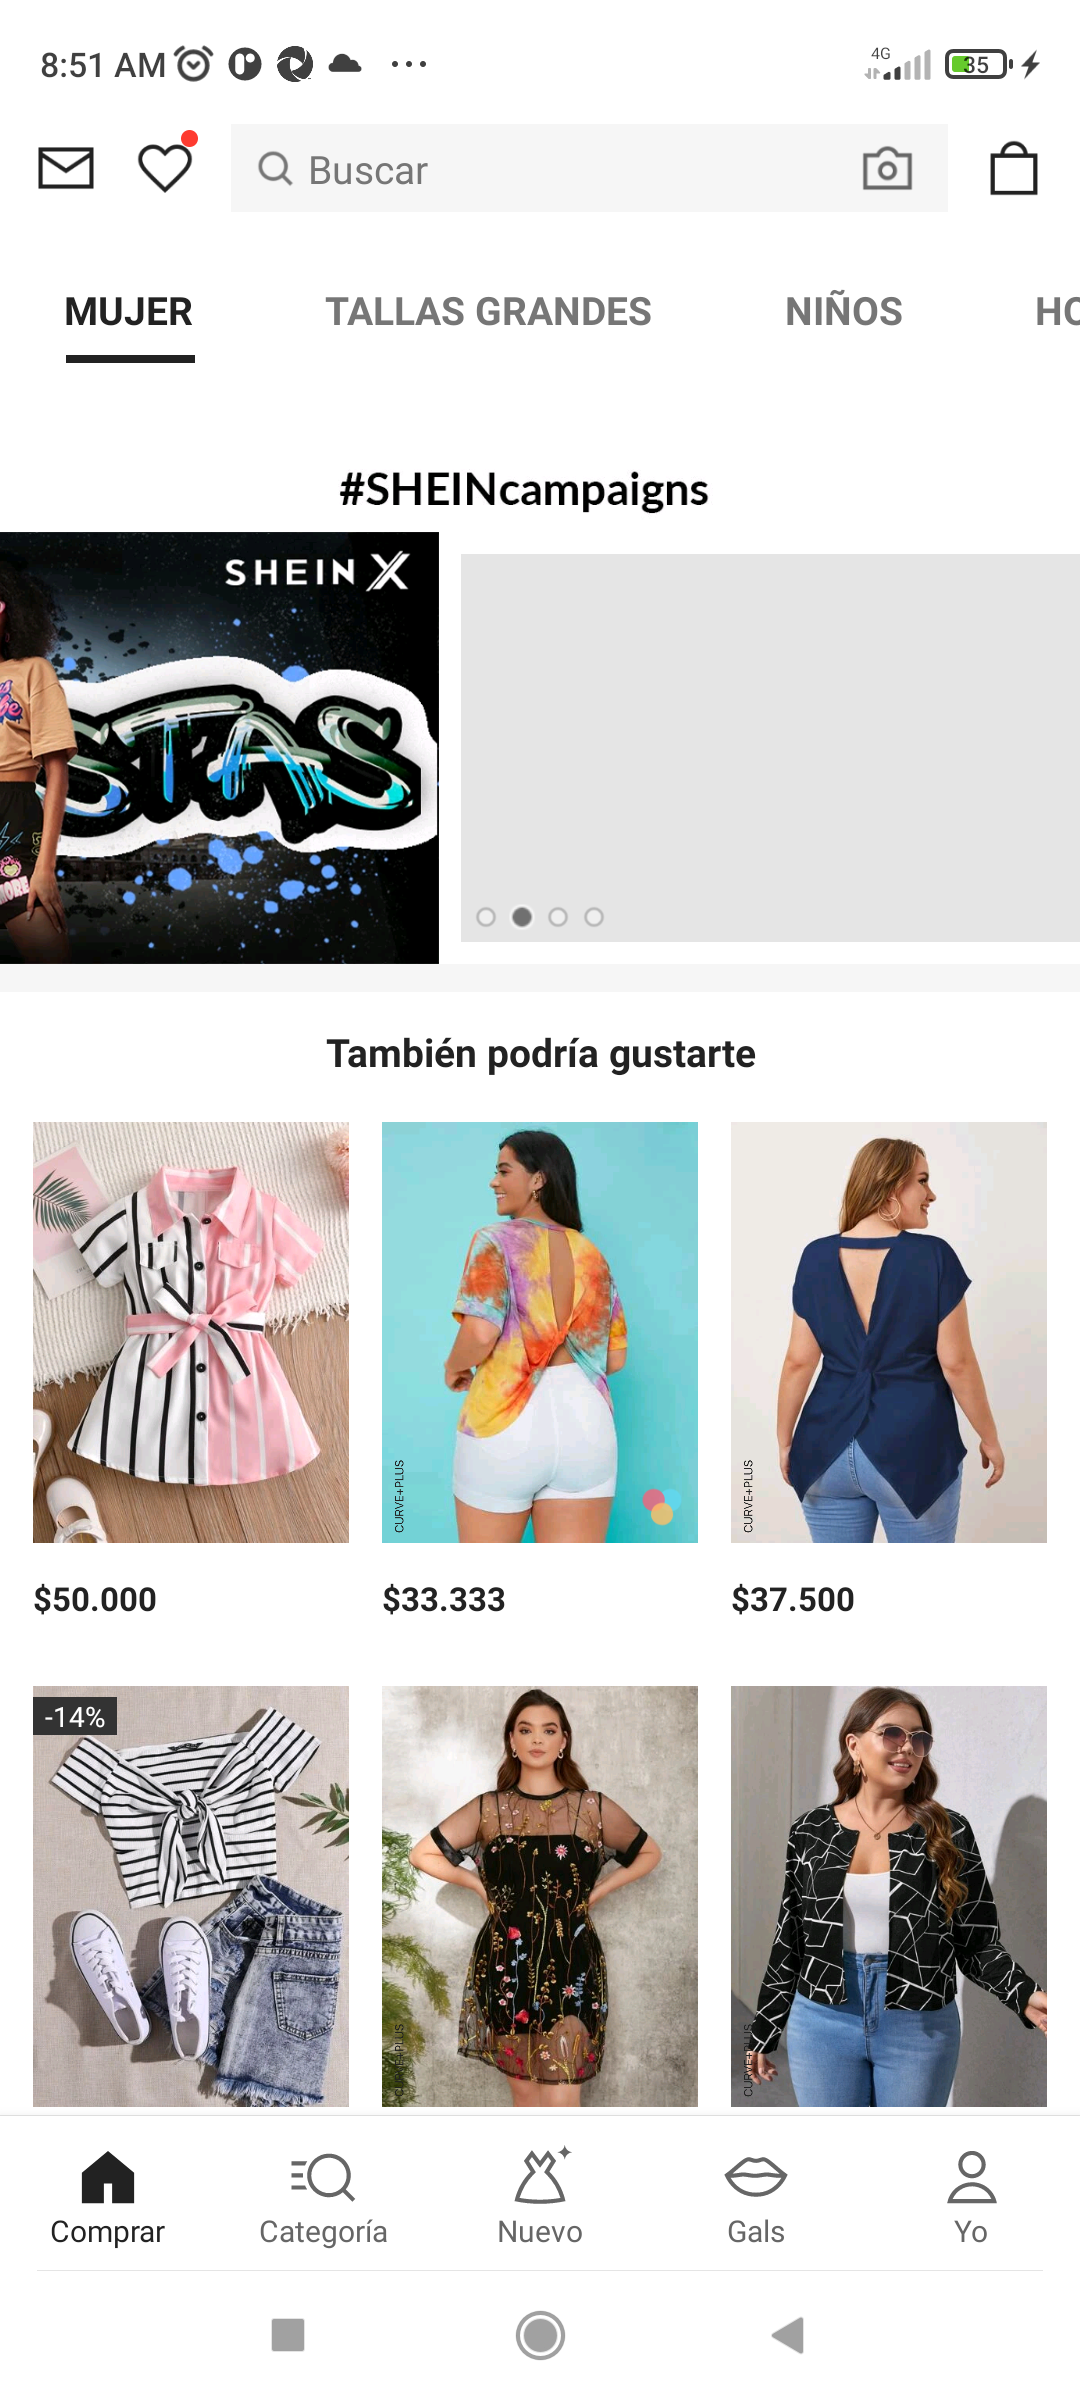 8:51 AM
4G
35
Buscar
MUJER
TALLAS GRANDES
NIÑOS
HO
#SHEINcampaigns
SHEIN X
STAS
También podría gustarte
CURVE+PLUS
CURVE+PLUS
$50.000
$33.333
$37.500
-14%
CURVE+PLUS
CURVE+PLUS
Comprar
Categoría
Nuevo
Gals
Yo